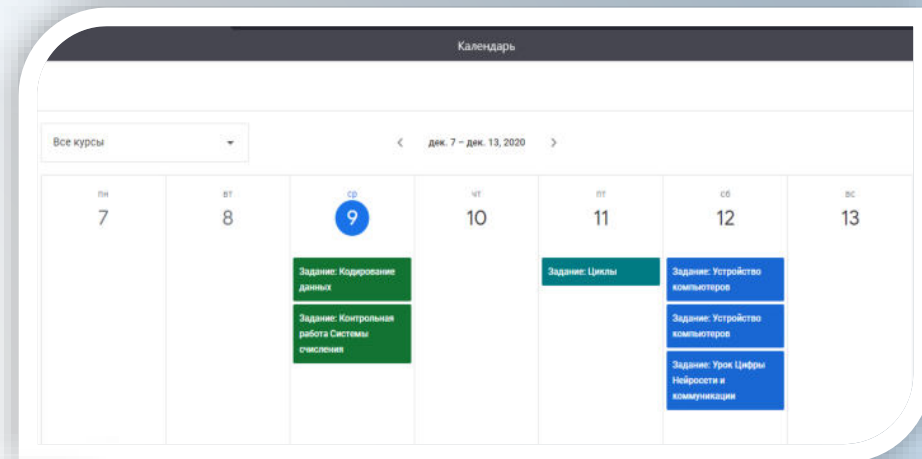 Календарь
Все курсы
дек. 7 – дек. 13, 2020
пн
вт
ср
чт
пт
сб
вс
7
8
9
10
11
12
13
Задание: Кодирование
данных
Задание: Контрольная
работа Системы
счисления
Задание: Циклы
Задание: Устройство
компьютеров
Задание: Устройство
компьютеров
Задание: Урок Цифры
Нейросети и
коммуникации